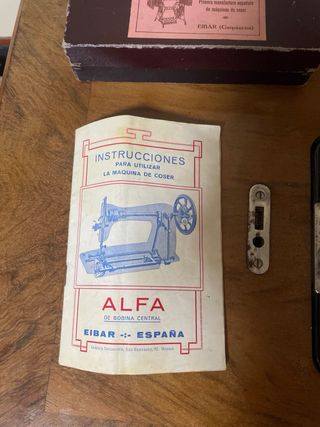 Primera manufactura española
de máquinas de coser
EIBAR (Guipúzcoa)
INSTRUCCIONES
PARA UTILIZAR
LA MAQUINA DE COSER
ALFA
DE BOBINA CENTRAL
EIBAR -:- ESPAÑA